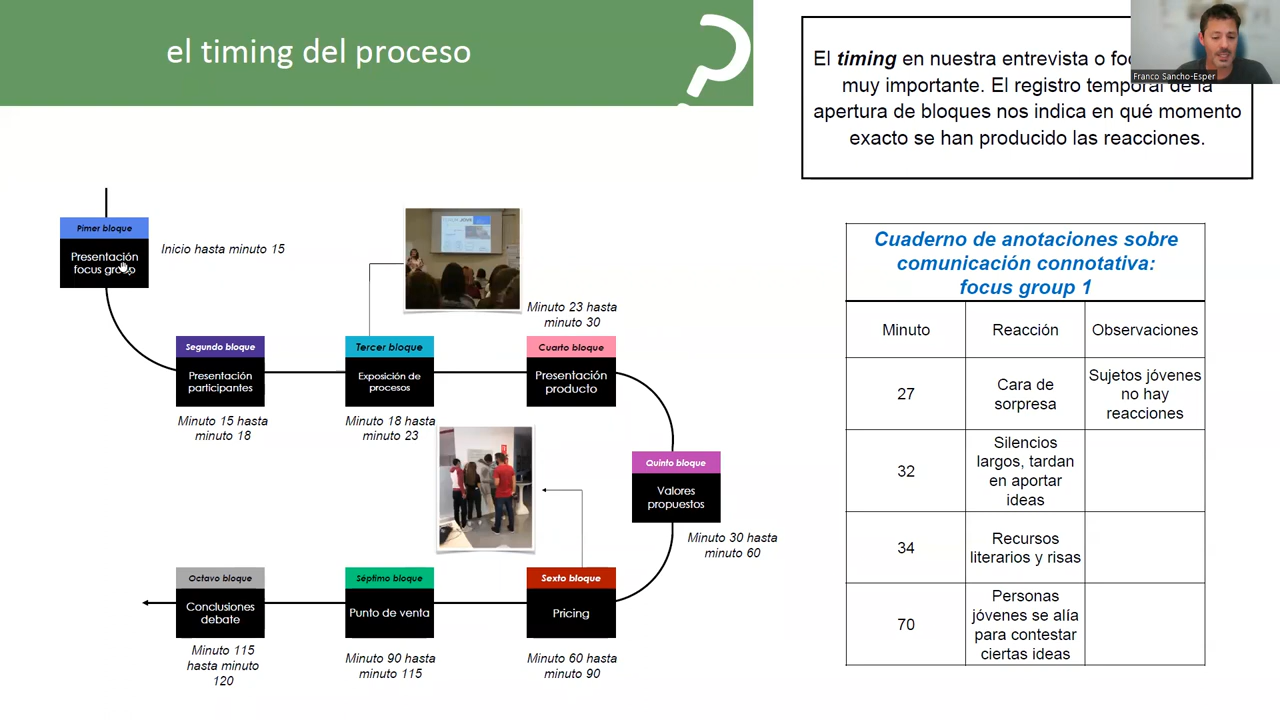 el timing del proceso
El timing en nuestra entrevista o
muy importante. El registro temporal de la
apertura de bloques nos indica en qué momento
exacto se han producido las reacciones.
Franco Sancho-Esper
Pimer bloque
Presentación
focus grupo
Inicio hasta minuto 15
Segundo bloque
Presentación
participantes
Minuto 15 hasta
minuto 18
Tercer bloque
Exposición de
procesos
Minuto 18 hasta
minuto 23
Minuto 23 hasta
minuto 30
Cuarto bloque
Presentación
producto
Quinto bloque
Valores
propuestos
Minuto 30 hasta
minuto 60
Sexto bloque
Pricing
Minuto 60 hasta
minuto 90
Séptimo bloque
Punto de venta
Minuto 90 hasta
minuto 115
Octavo bloque
Conclusiones
debate
Minuto 115
hasta minuto
120
Cuaderno de anotaciones sobre
comunicación connotativa:
focus group 1
Minuto
Reacción
Observaciones
27
Cara de
sorpresa
Sujetos jóvenes
no hay
reacciones
32
Silencios
largos, tardan
en aportar
ideas
34
Recursos
literarios y risas
70
Personas
jóvenes se alía
para contestar
ciertas ideas